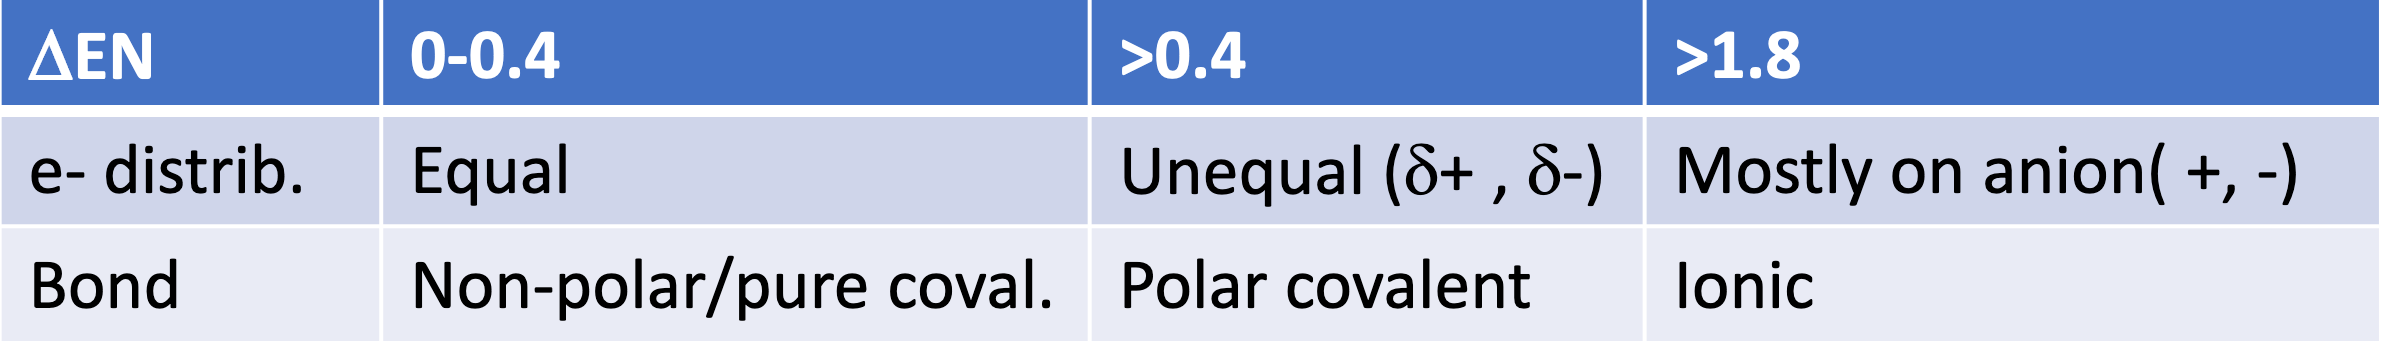 ΔEN 0-0.4 >0.4 >1.8
e- distrib. Equal Unequal (δ+ , δ-) Mostly on anion( +, -)
Bond Non-polar/pure coval. Polar covalent Ionic